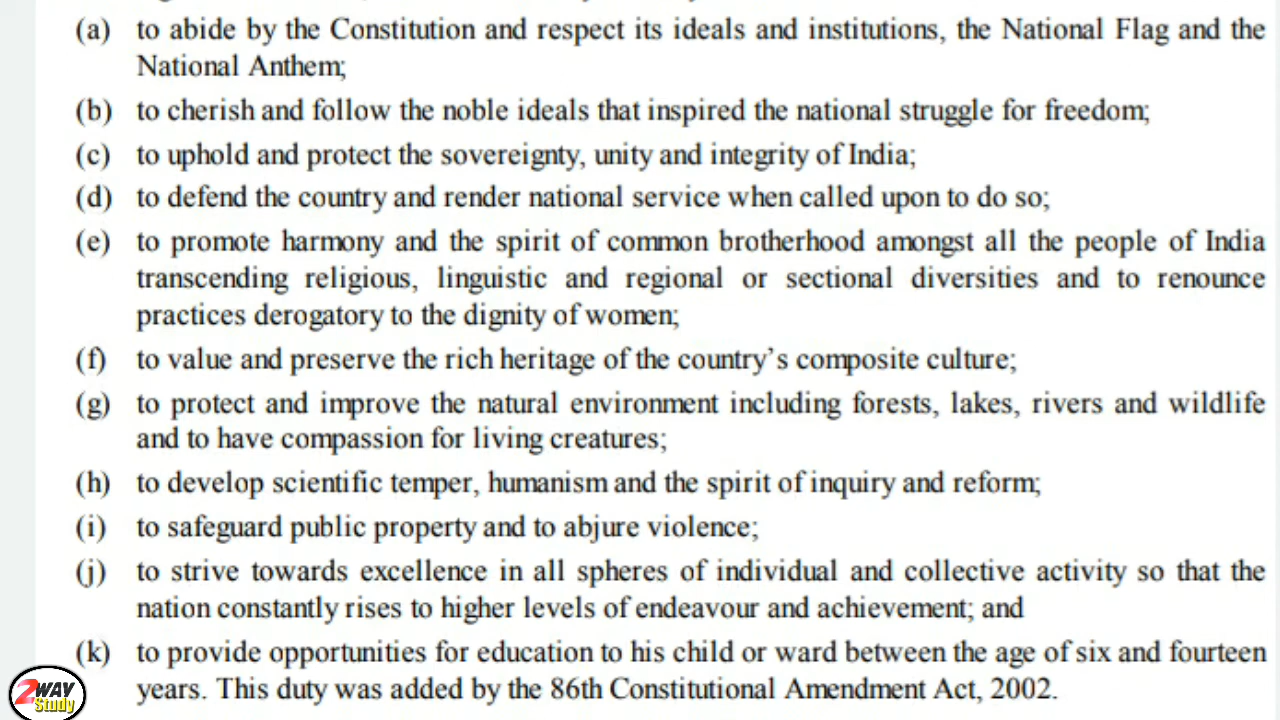 (a) to abide by the Constitution and respect its ideals and institutions, the National Flag and the
National Anthem;
(b) to cherish and follow the noble ideals that inspired the national struggle for freedom;
(c) to uphold and protect the sovereignty, unity and integrity of India;
(d) to defend the country and render national service when called upon to do so;
(e) to promote harmony and the spirit of common brotherhood amongst all the people of India
transcending religious, linguistic and regional or sectional diversities and to renounce
practices derogatory to the dignity of women;
(f) to value and preserve the rich heritage of the country’s composite culture;
(g) to protect and improve the natural environment including forests, lakes, rivers and wildlife
and to have compassion for living creatures;
(h) to develop scientific temper, humanism and the spirit of inquiry and reform;
(i) to safeguard public property and to abjure violence;
(j) to strive towards excellence in all spheres of individual and collective activity so that the
nation constantly rises to higher levels of endeavour and achievement; and
(k) to provide opportunities for education to his child or ward between the age of six and fourteen
years. This duty was added by the 86th Constitutional Amendment Act, 2002.
2WAY
Study